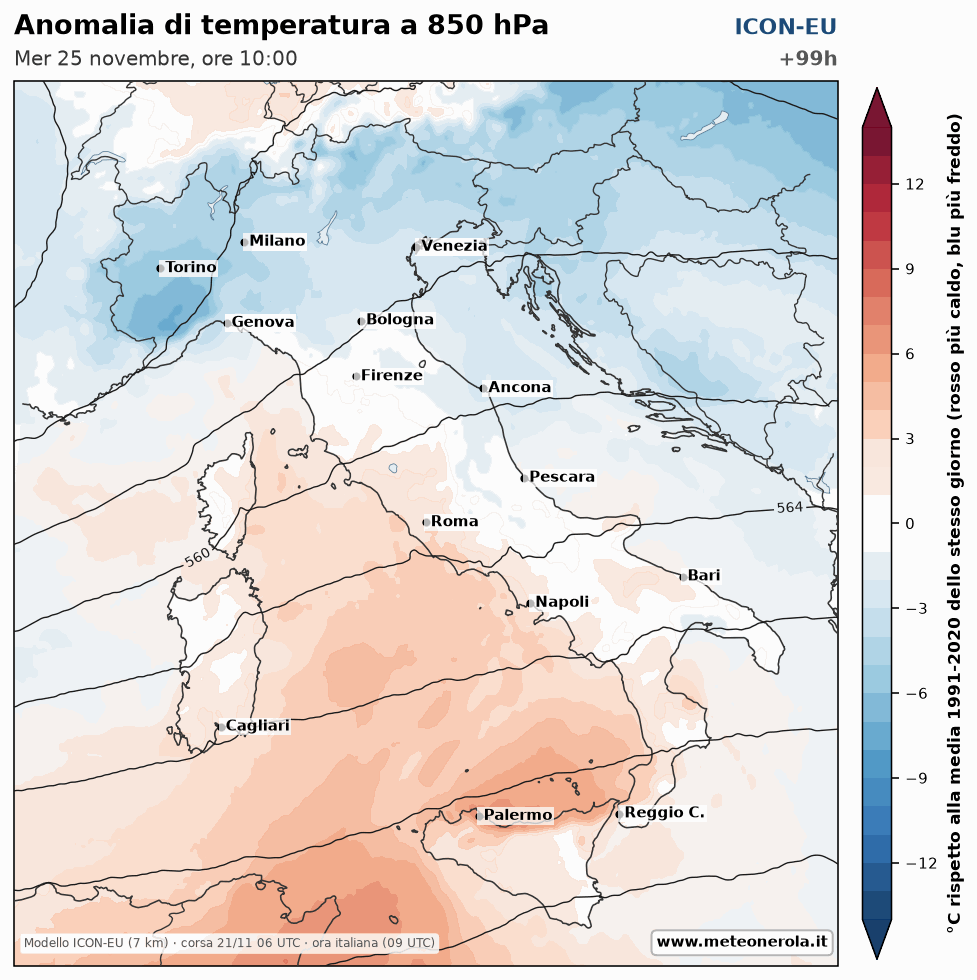 Anomalia di temperatura a 850 hPa
ICON-EU
Mer 25 novembre, ore 10:00
+99h
Milano
Venezia
Torino
Genova
Bologna
Firenze
Ancona
Pescara
564
Roma
560
Bari
Napoli
Cagliari
Palermo
Reggio C.
Modello ICON-EU (7 km) · corsa 21/11 06 UTC · ora italiana (09 UTC)
www.meteonerola.it
12
9
6
3
0
−3
−6
−9
−12
°C rispetto alla media 1991-2020 dello stesso giorno (rosso più caldo, blu più freddo)